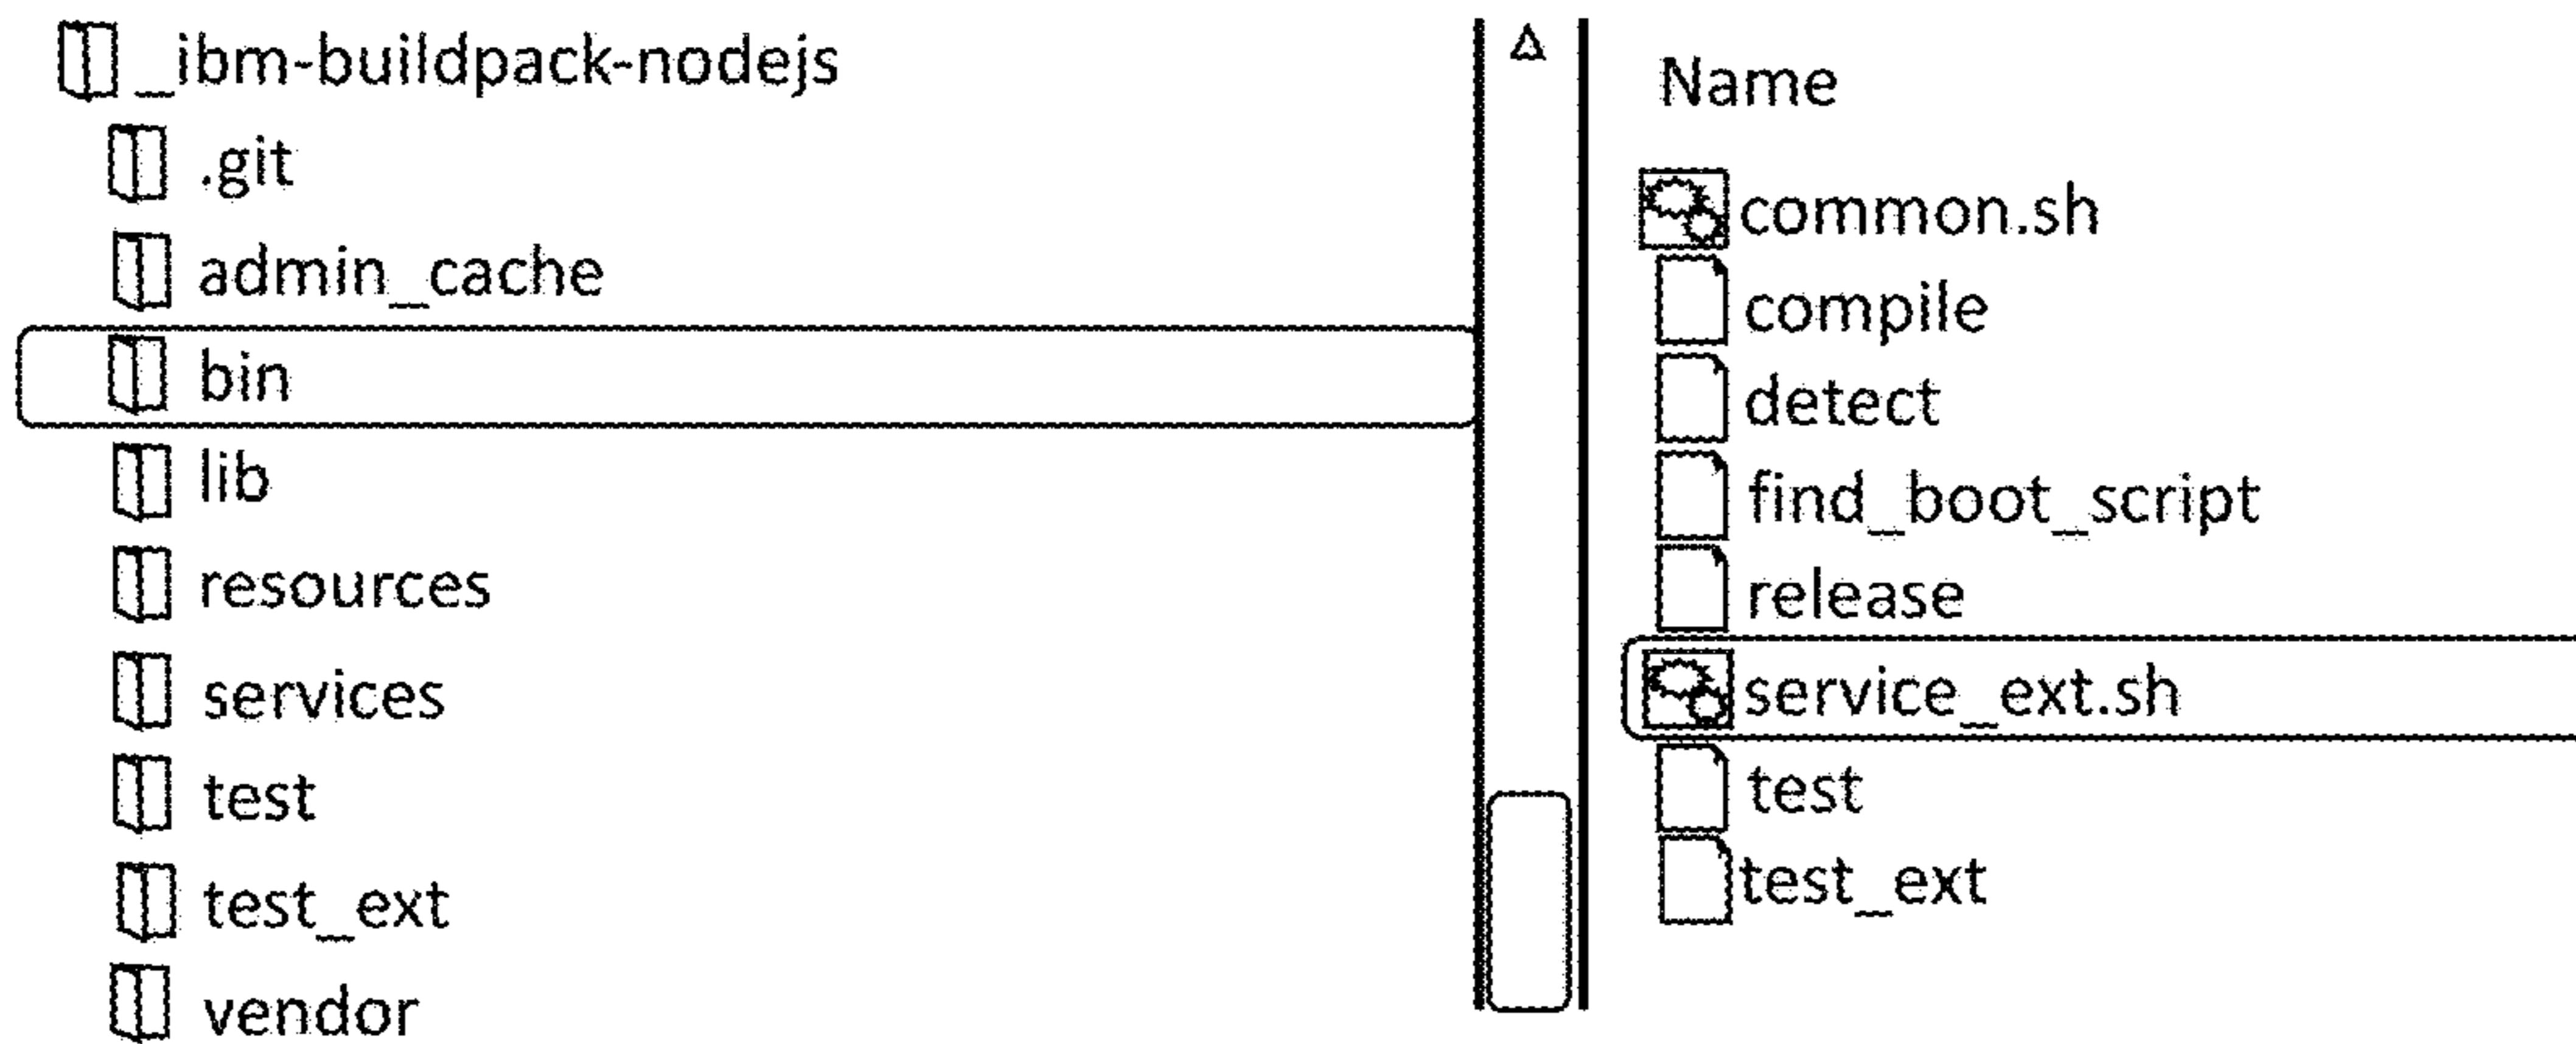 _ibm-buildpack-nodejs
.git
admin_cache
bin
lib
resources
services
test
test_ext
vendor
Name
common.sh
compile
detect
find_boot_script
release
service_ext.sh
test
test_ext